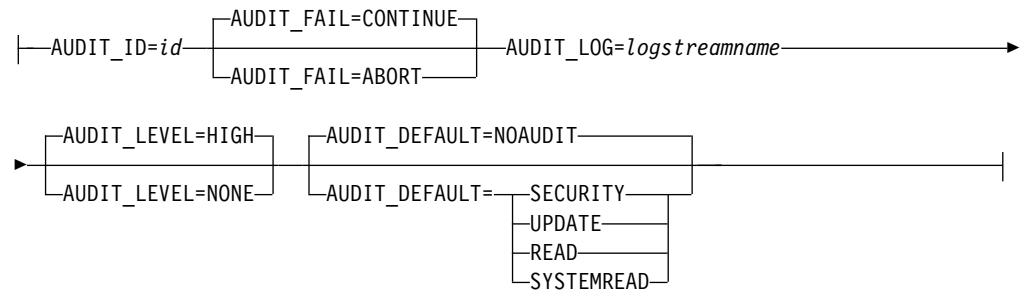 AUDIT_FAIL=CONTINUE
AUDIT_ID=id AUDIT_LOG=logstreamname
AUDIT_FAIL=ABORT
AUDIT_LEVEL=HIGH AUDIT_DEFAULT=NOAUDIT
AUDIT_LEVEL=NONE AUDIT_DEFAULT= SECURITY
UPDATE
READ
SYSTEMREAD